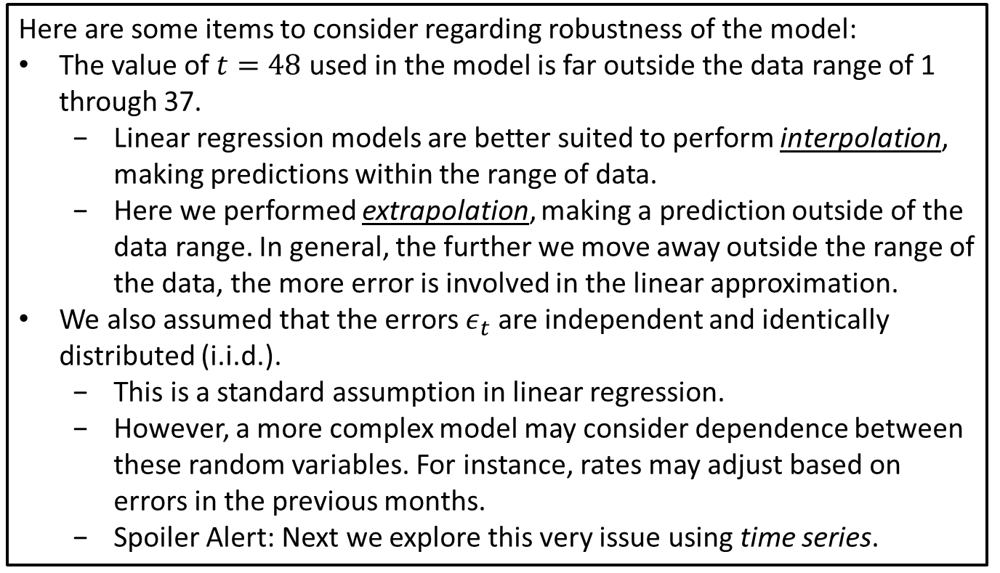 Here are some items to consider regarding robustness of the model:
• The value of 𝑡 = 48 used in the model is far outside the data range of 1
through 37.
− Linear regression models are better suited to perform interpolation,
making predictions within the range of data.
− Here we performed extrapolation, making a prediction outside of the
data range. In general, the further we move away outside the range of
the data, the more error is involved in the linear approximation.
• We also assumed that the errors 𝜖ₜ are independent and identically
distributed (i.i.d.).
− This is a standard assumption in linear regression.
− However, a more complex model may consider dependence between
these random variables. For instance, rates may adjust based on
errors in the previous months.
− Spoiler Alert: Next we explore this very issue using time series.